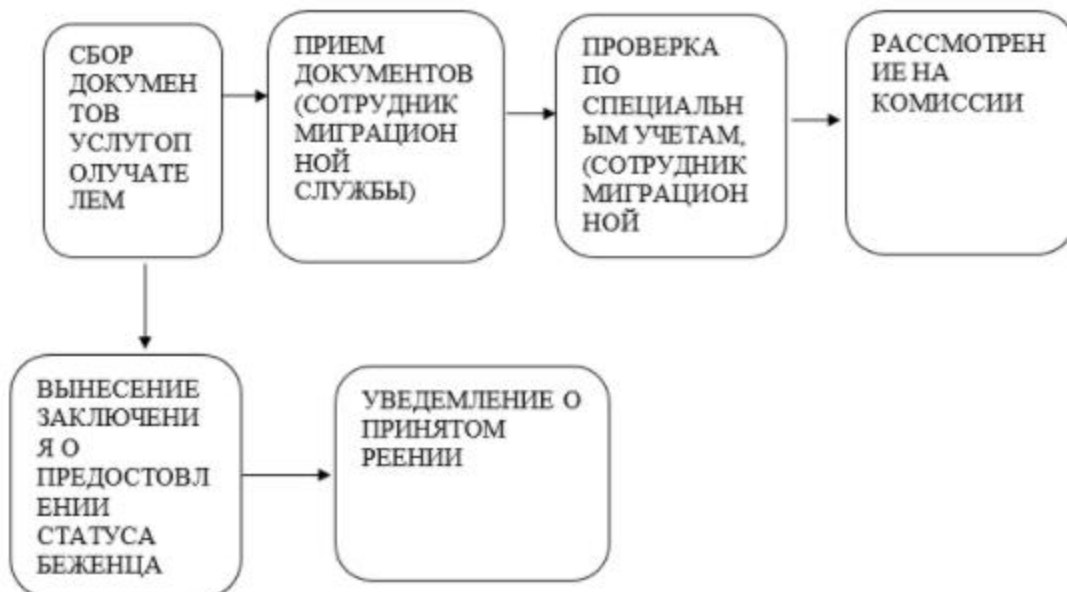 СБОР
ДОКУМЕН
ТОВ
УСЛУГОП
ОЛУЧАТЕ
ЛЕМ
ПРИЕМ
ДОКУМЕНТОВ
(СОТРУДНИК
МИГРАЦИОН
НОЙ
СЛУЖБЫ)
ПРОВЕРКА
ПО
СПЕЦИАЛЬН
ЫМ УЧЕТАМ,
(СОТРУДНИК
МИГРАЦИОН
НОЙ
РАССМОТРЕН
ИЕ НА
КОМИССИИ
ВЫНЕСЕНИЕ
ЗАКЛЮЧЕНИ
Я О
ПРЕДОСТОВЛ
ЕНИИ
СТАТУСА
БЕЖЕНЦА
УВЕДЕМЛЕНИЕ О
ПРИНЯТОМ
РЕЕНИИ